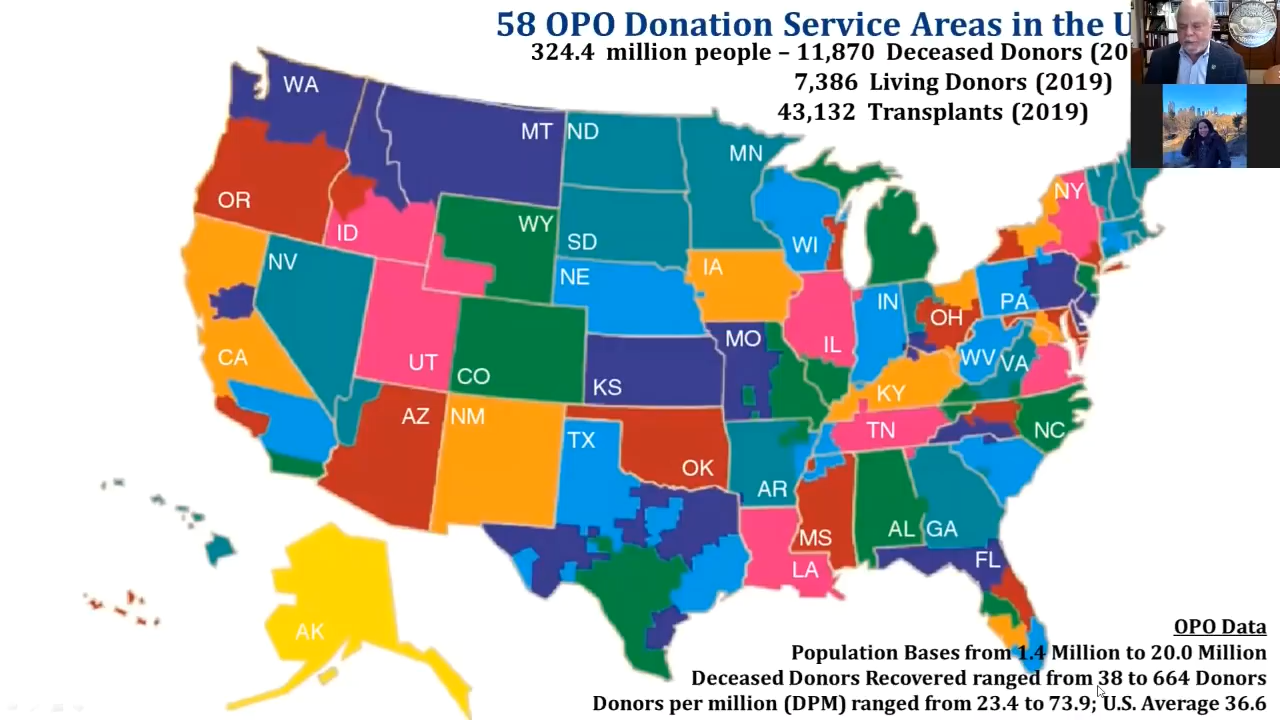 58 OPO Donation Service Areas in the U
324.4 million people – 11,870 Deceased Donors (20
7,386 Living Donors (2019)
43,132 Transplants (2019)
WA
MT
ND
MN
OR
ID
WY
SD
WI
NY
NV
NE
IA
IN
OH
PA
CA
UT
CO
KS
MO
IL
WV
VA
KY
AZ
NM
TX
OK
AR
TN
NC
MS
AL
GA
LA
FL
AK
OPO Data
Population Bases from 1.4 Million to 20.0 Million
Deceased Donors Recovered ranged from 38 to 664 Donors
Donors per million (DPM) ranged from 23.4 to 73.9; U.S. Average 36.6